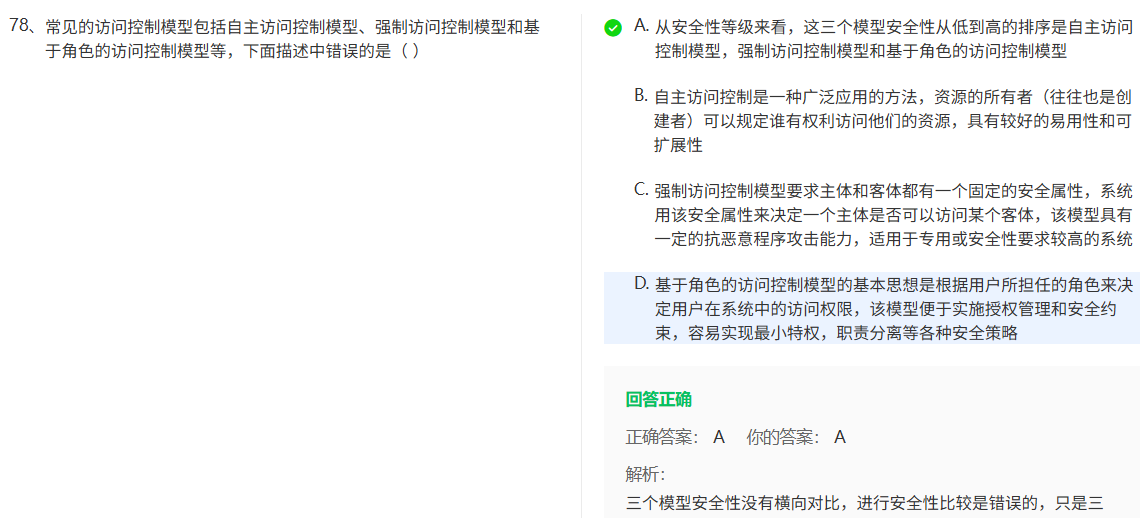 78、常见的访问控制模型包括自主访问控制模型、强制访问控制模型和基
于角色的访问控制模型等，下面描述中错误的是（ ）
A. 从安全性等级来看，这三个模型安全性从低到高的排序是自主访问
控制模型，强制访问控制模型和基于角色的访问控制模型
B. 自主访问控制是一种广泛应用的方法，资源的所有者（往往也是创
建者）可以规定谁有权利访问他们的资源，具有较好的易用性和可
扩展性
C. 强制访问控制模型要求主体和客体都有一个固定的安全属性，系统
用该安全属性来决定一个主体是否可以访问某个客体，该模型具有
一定的抗恶意程序攻击能力，适用于专用或安全性要求较高的系统
D. 基于角色的访问控制模型的基本思想是根据用户所担任的角色来决
定用户在系统中的访问权限，该模型便于实施授权管理和安全约
束，容易实现最小特权，职责分离等各种安全策略
回答正确
正确答案： A 你的答案： A
解析：
三个模型安全性没有横向对比，进行安全性比较是错误的，只是三